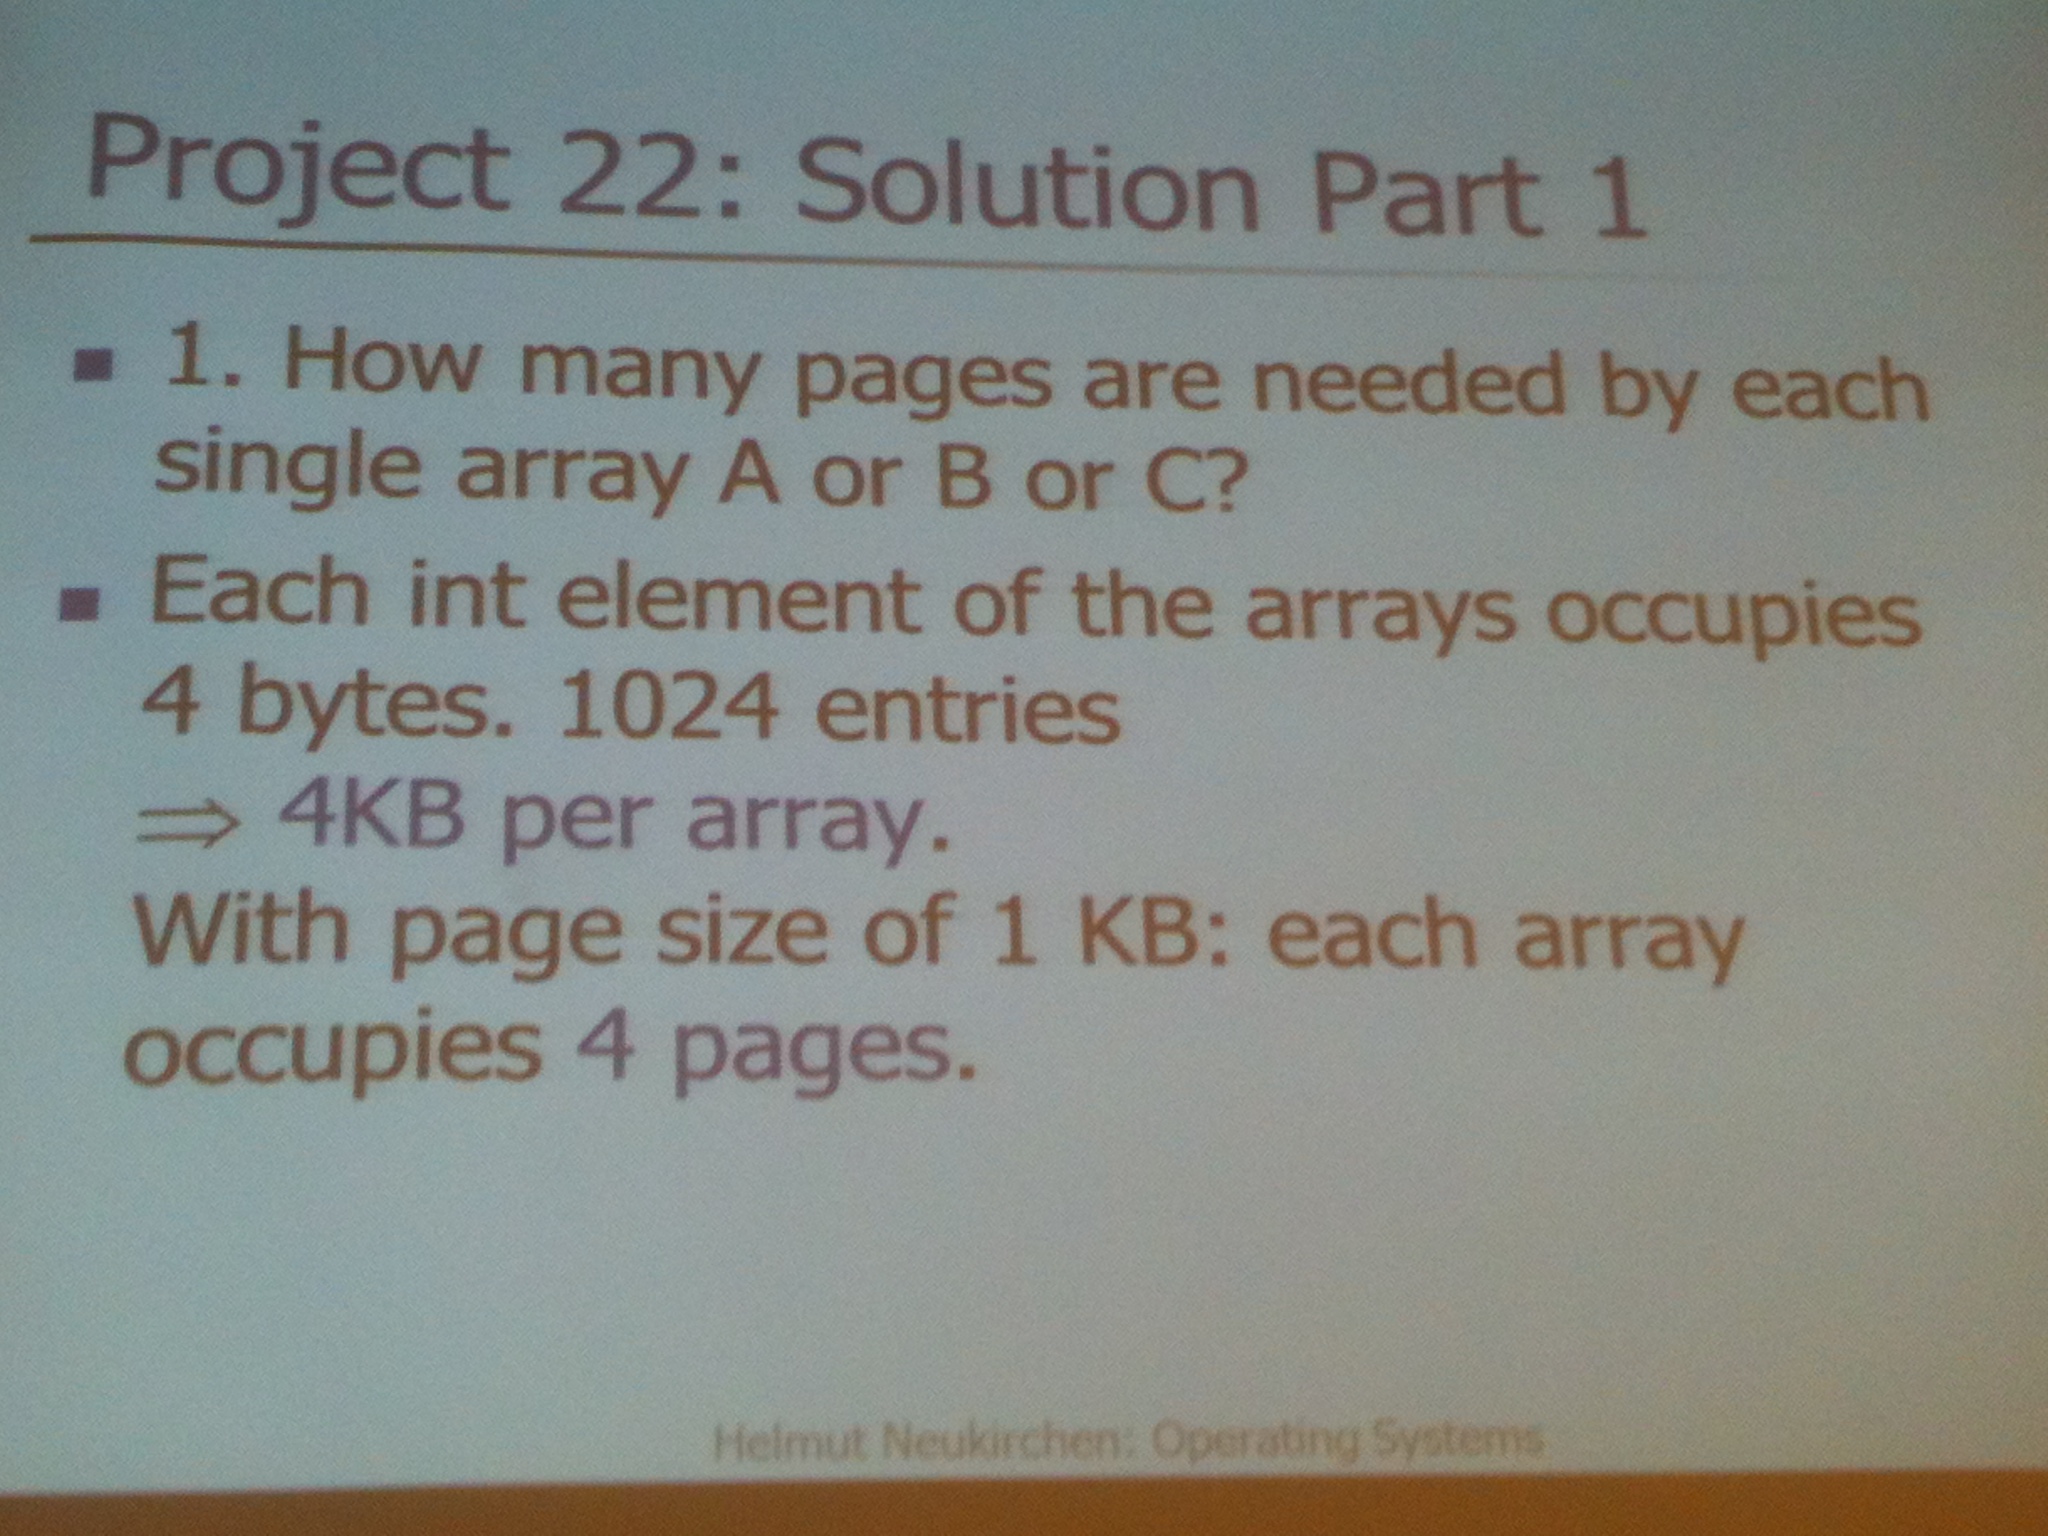 Project 22: Solution Part 1
1. How many pages are needed by each
single array A or B or C?
Each int element of the arrays occupies
4 bytes. 1024 entries
⇒ 4KB per array.
With page size of 1 KB: each array
occupies 4 pages.
Helmut Neukirchen: Operating Systems